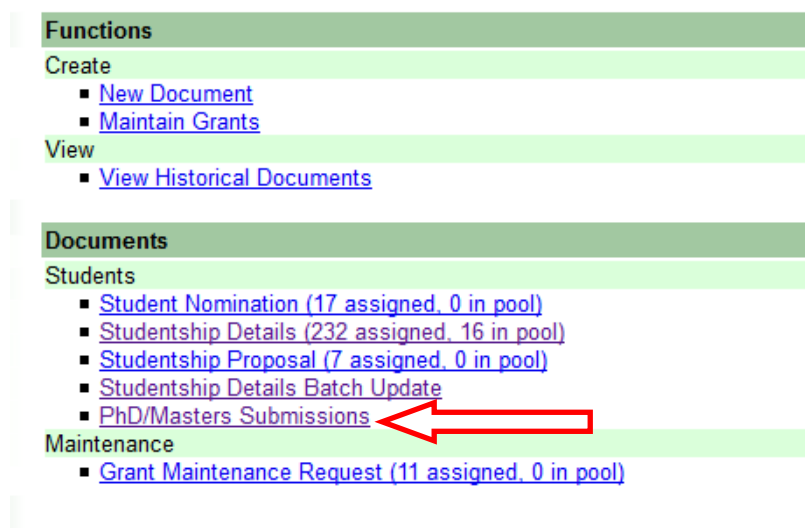 Functions
Create
New Document
Maintain Grants
View
View Historical Documents
Documents
Students
Student Nomination (17 assigned, 0 in pool)
Studentship Details (232 assigned, 16 in pool)
Studentship Proposal (7 assigned, 0 in pool)
Studentship Details Batch Update
PhD/Masters Submissions
Maintenance
Grant Maintenance Request (11 assigned, 0 in pool)